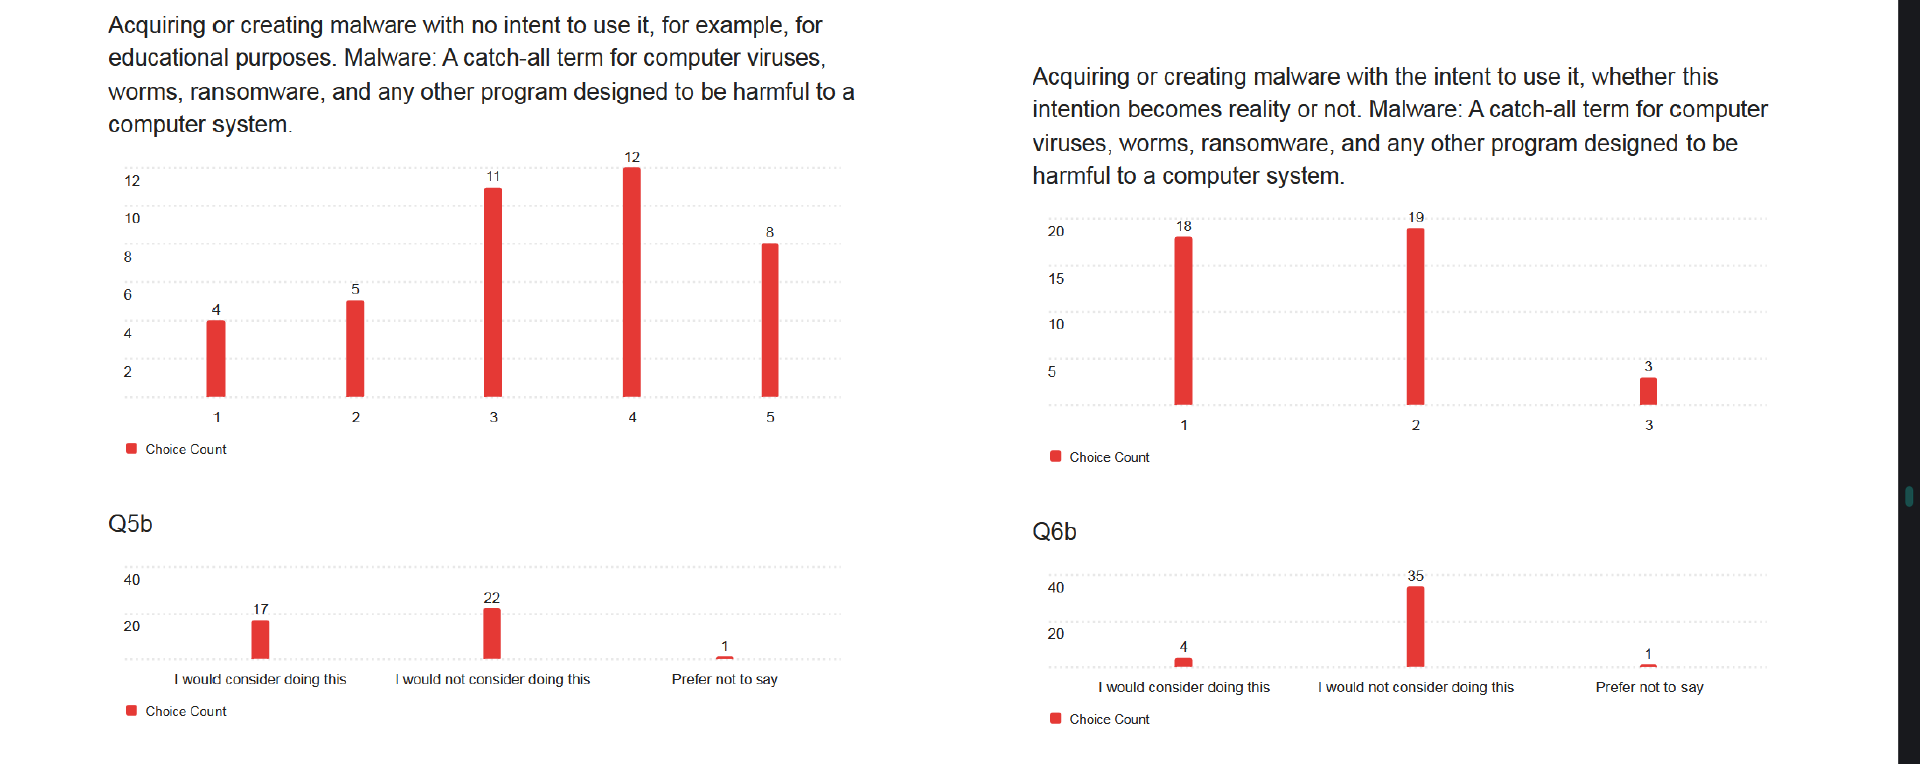 Acquiring or creating malware with no intent to use it, for example, for
educational purposes. Malware: A catch-all term for computer viruses,
worms, ransomware, and any other program designed to be harmful to a
computer system.
12
10
8
6
4
2
4
5
11
12
8
1 2 3 4 5
Choice Count
Q5b
40
20
17
22
1
I would consider doing this I would not consider doing this Prefer not to say
Choice Count
Acquiring or creating malware with the intent to use it, whether this
intention becomes reality or not. Malware: A catch-all term for computer
viruses, worms, ransomware, and any other program designed to be
harmful to a computer system.
20
15
10
5
18
19
3
1 2 3
Choice Count
Q6b
40
20
4
35
1
I would consider doing this I would not consider doing this Prefer not to say
Choice Count